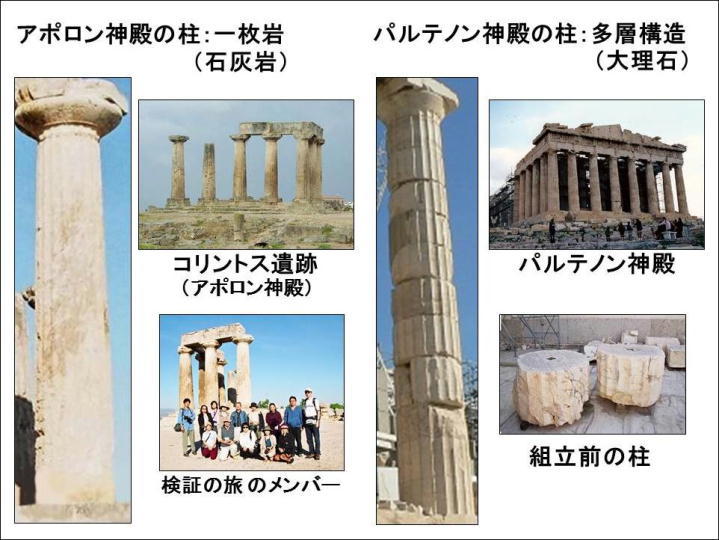 アポロン神殿の柱：一枚岩
（石灰岩）
コリントス遺跡
（アポロン神殿）
検証の旅のメンバー
パルテノン神殿の柱：多層構造
（大理石）
パルテノン神殿
組立前の柱